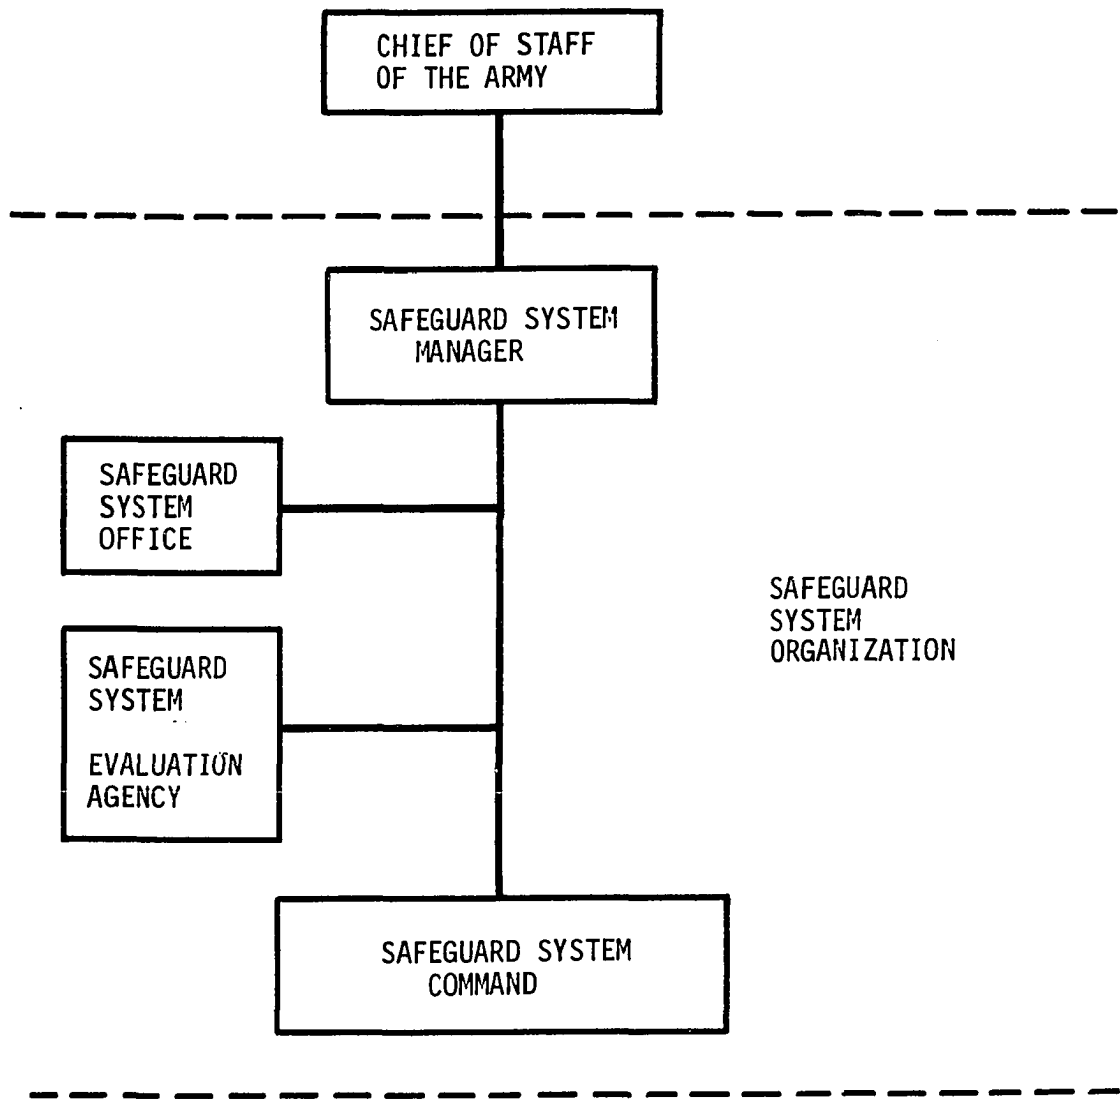 CHIEF OF STAFF
OF THE ARMY
SAFEGUARD SYSTEM
MANAGER
SAFEGUARD
SYSTEM
OFFICE
SAFEGUARD
SYSTEM
ORGANIZATION
SAFEGUARD
SYSTEM
EVALUATION
AGENCY
SAFEGUARD SYSTEM
COMMAND